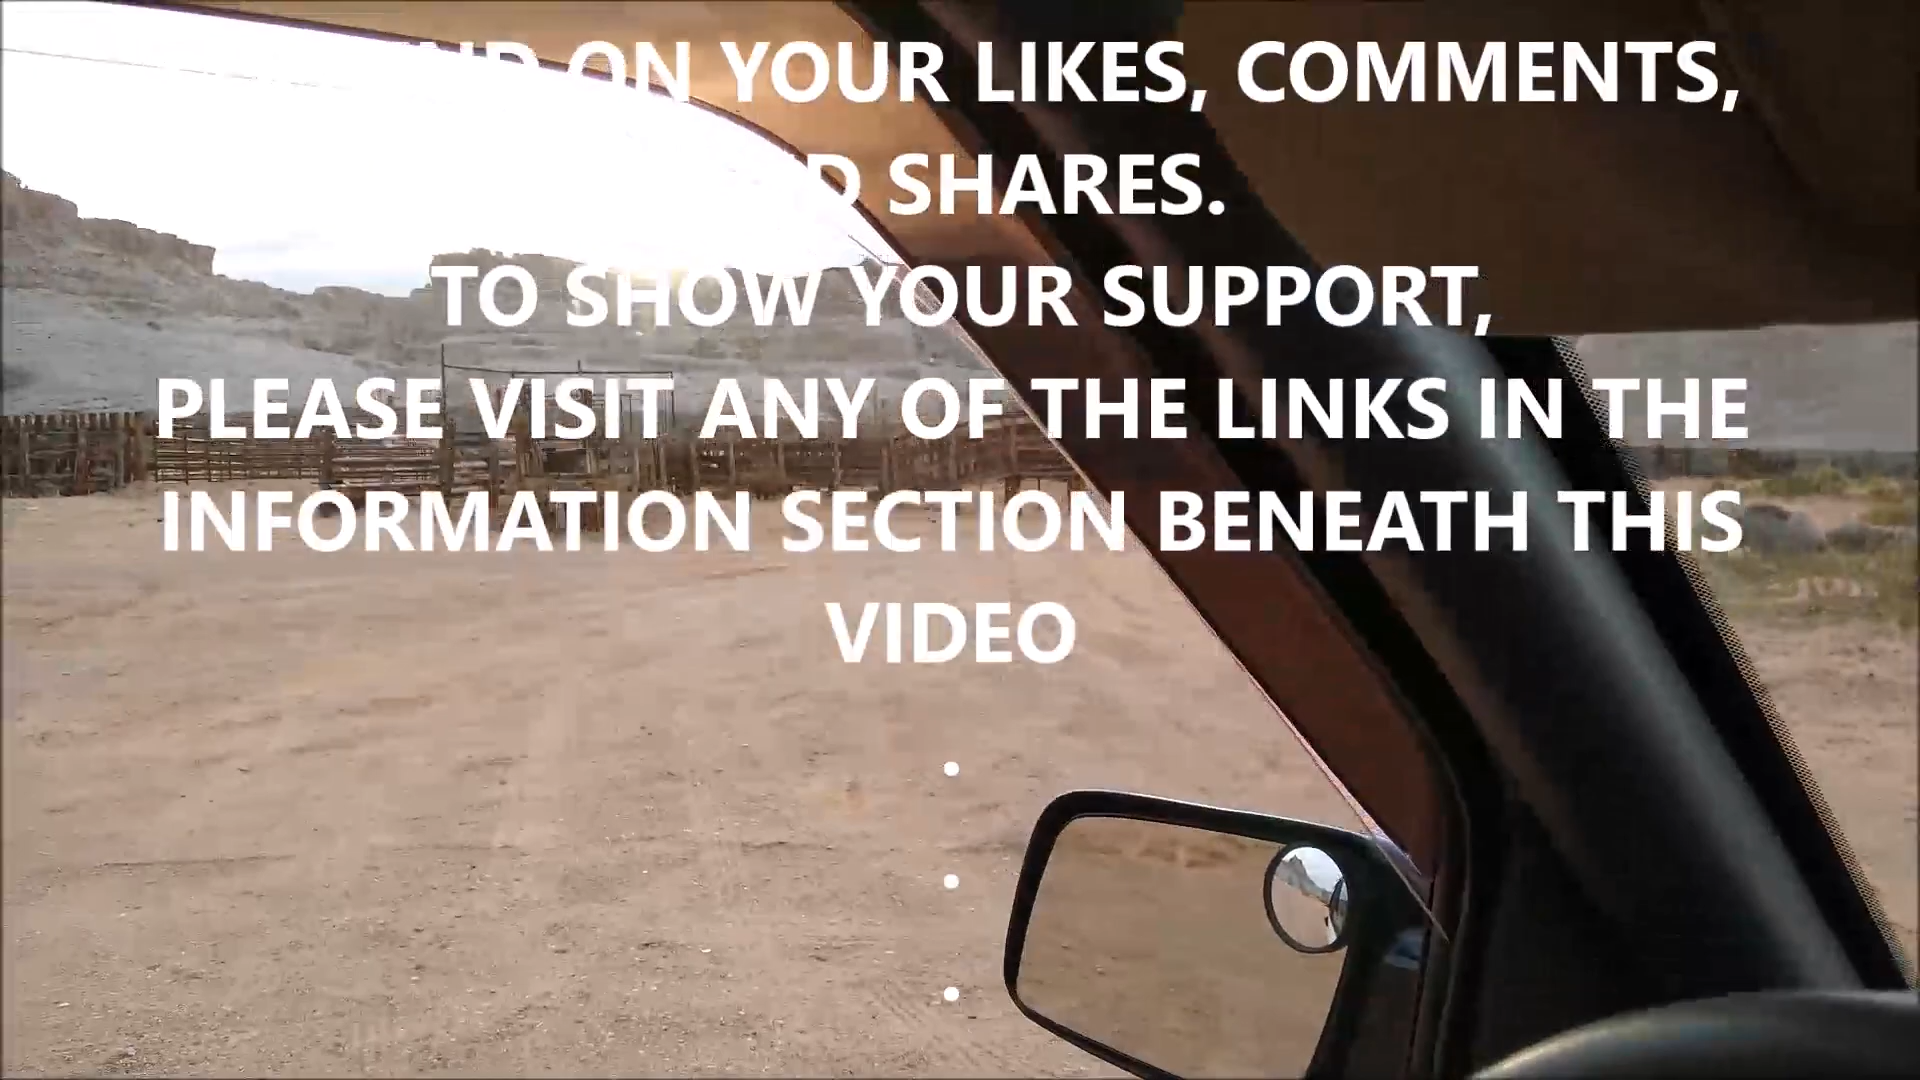 ON YOUR LIKES, COMMENTS,
SHARES.
TO SHOW YOUR SUPPORT,
PLEASE VISIT ANY OF THE LINKS IN THE
INFORMATION SECTION BENEATH THIS
VIDEO
.
.
.